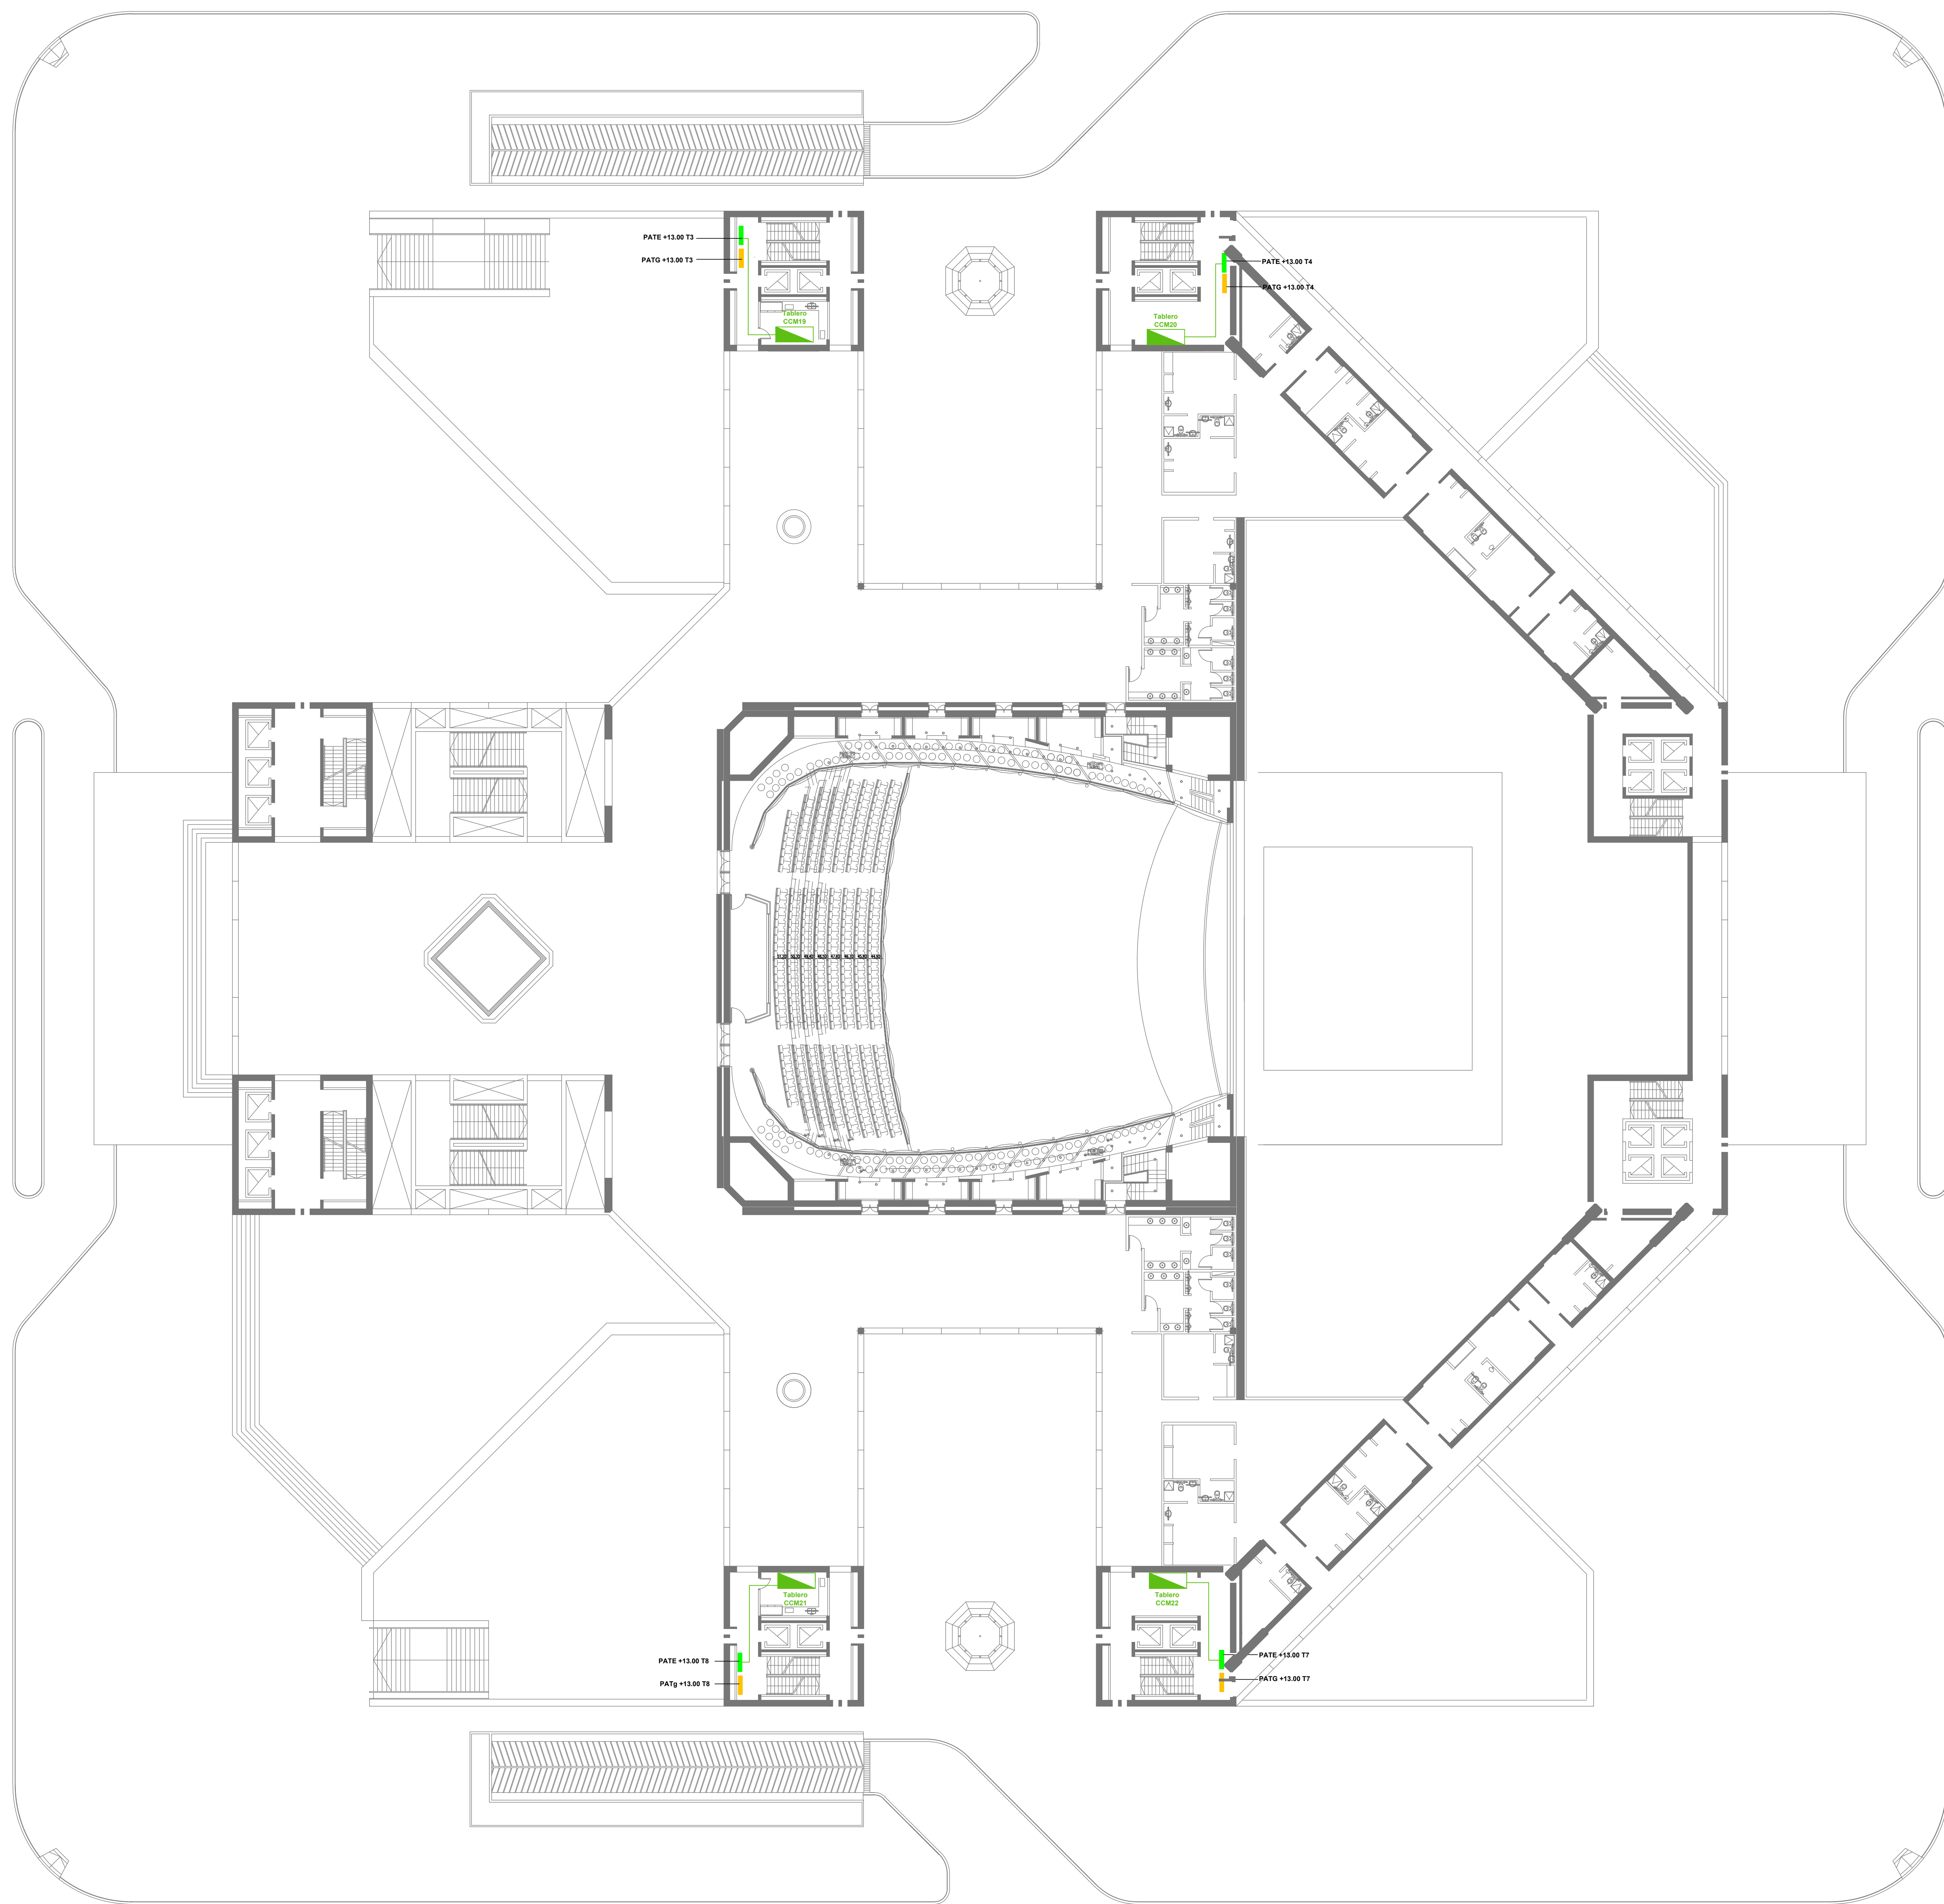 PATE +13.00 T3
PATG +13.00 T3
PATE +13.00 T4
PATG +13.00 T4
Tablero
CCM19
Tablero
CCM20
Tablero
CCM21
Tablero
CCM22
PATE +13.00 T8
PATg +13.00 T8
PATE +13.00 T7
PATG +13.00 T7